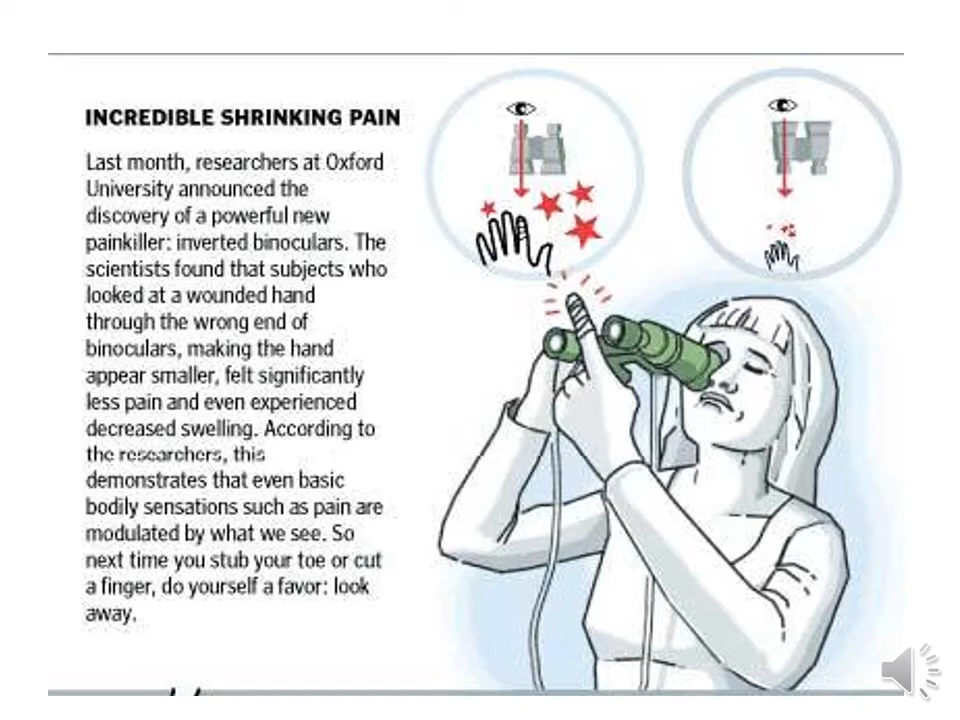 INCREDIBLE SHRINKING PAIN
Last month, researchers at Oxford
University announced the
discovery of a powerful new
painkiller: inverted binoculars. The
scientists found that subjects who
looked at a wounded hand
through the wrong end of
binoculars, making the hand
appear smaller, felt significantly
less pain and even experienced
decreased swelling. According to
the researchers, this
demonstrates that even basic
bodily sensations such as pain are
modulated by what we see. So
next time you stub your toe or cut
a finger, do yourself a favor: look
away.